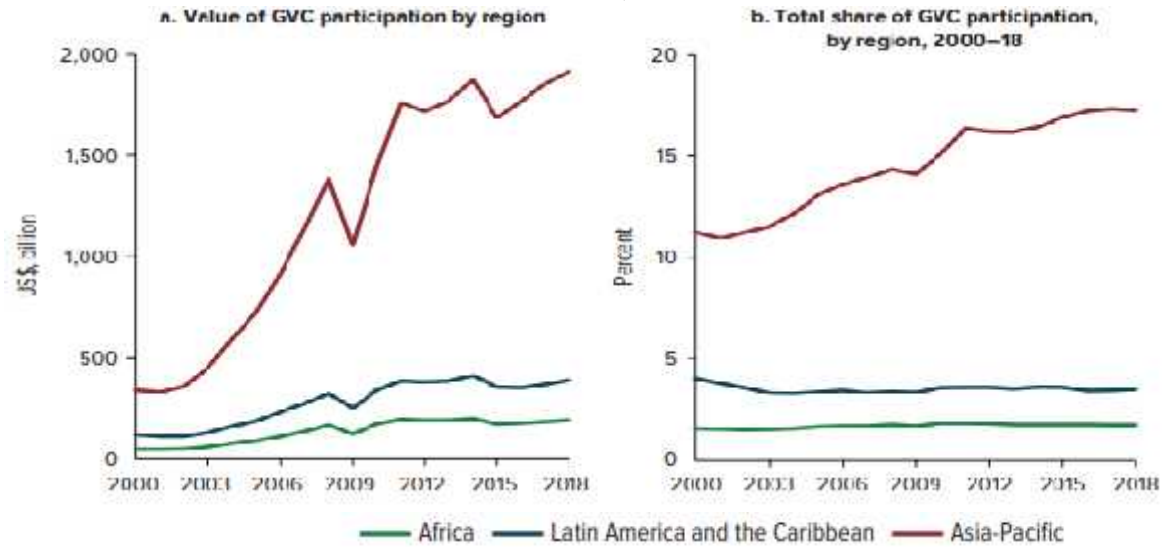 a. Value of GVC participation by region
2,000
1,500
1,000
500
0
US$, billion
2000 2003 2006 2009 2012 2015 2018
b. Total share of GVC participation,
by region, 2000–18
20
15
10
5
0
Percent
2000 2003 2006 2009 2012 2015 2018
Africa Latin America and the Caribbean Asia-Pacific